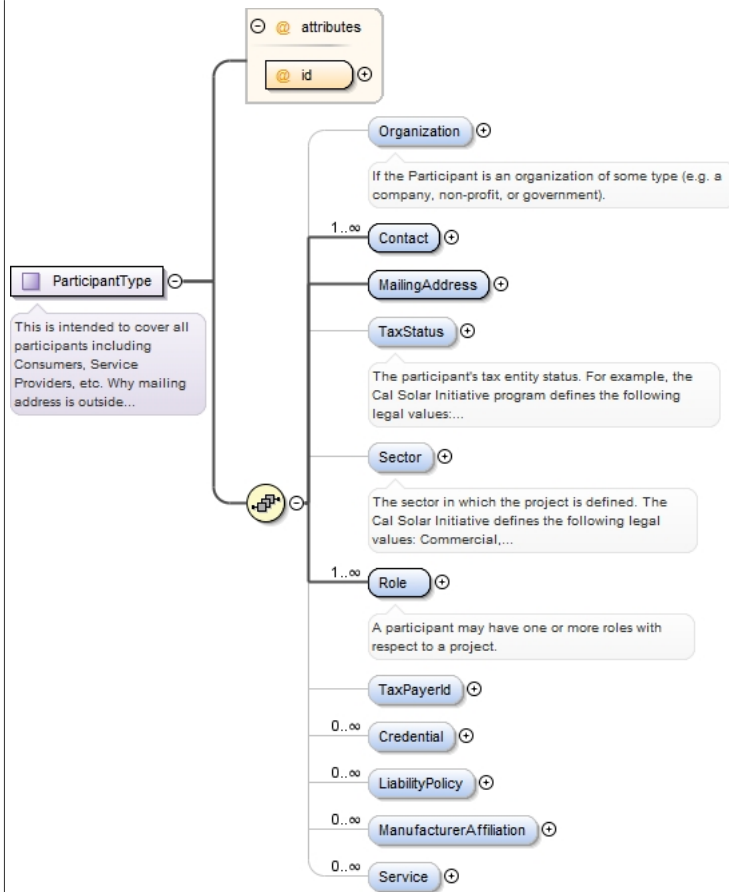 @ attributes
@ id
Organization
If the Participant is an organization of some type (e.g. a
company, non-profit, or government).
1..∞
Contact
ParticipantType
MailingAddress
This is intended to cover all
participants including
Consumers, Service
Providers, etc. Why mailing
address is outside...
TaxStatus
The participant's tax entity status. For example, the
Cal Solar Initiative program defines the following
legal values:...
Sector
The sector in which the project is defined. The
Cal Solar Initiative defines the following legal
values: Commercial,...
1..∞
Role
A participant may have one or more roles with
respect to a project.
TaxPayerId
0..∞
Credential
0..∞
LiabilityPolicy
0..∞
ManufacturerAffiliation
0..∞
Service